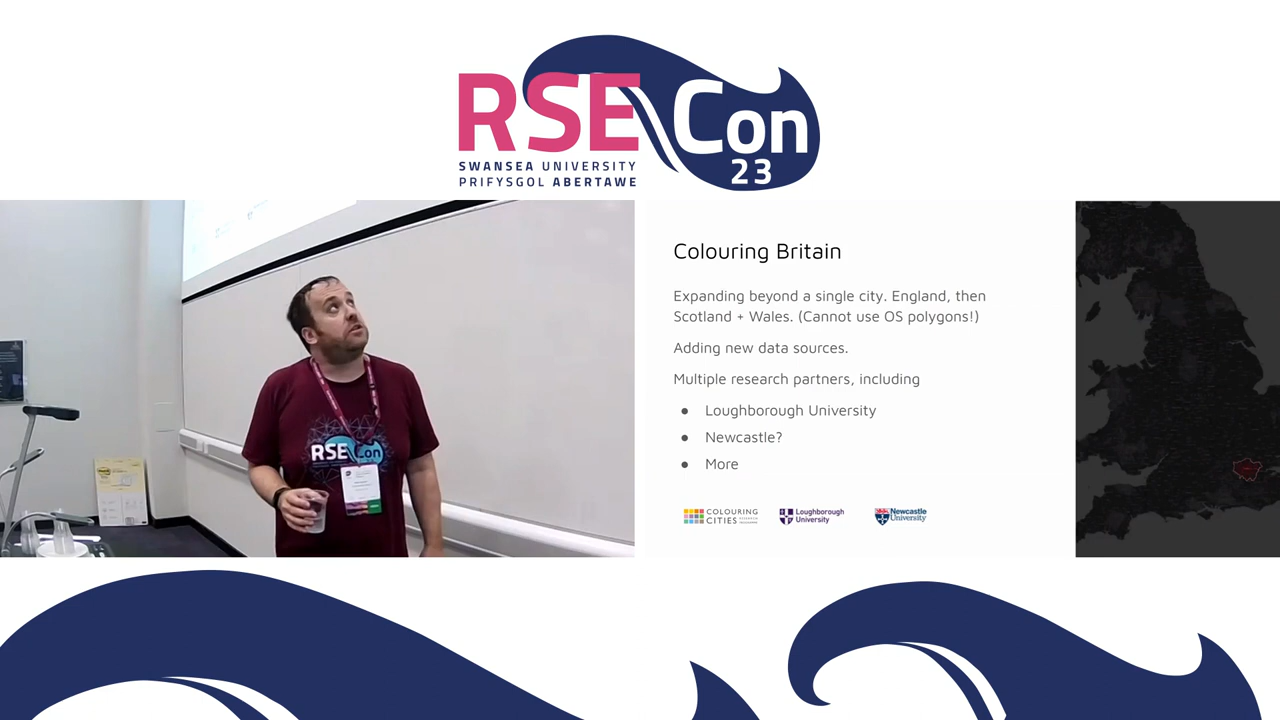 RSE Con
23
SWANSEA UNIVERSITY
PRIFYSGOL ABERTAWE
RSE Con
Colouring Britain
Expanding beyond a single city. England, then
Scotland + Wales. (Cannot use OS polygons!)
Adding new data sources.
Multiple research partners, including
● Loughborough University
● Newcastle?
● More
COLOURING
CITIES
Loughborough
University
Newcastle
University